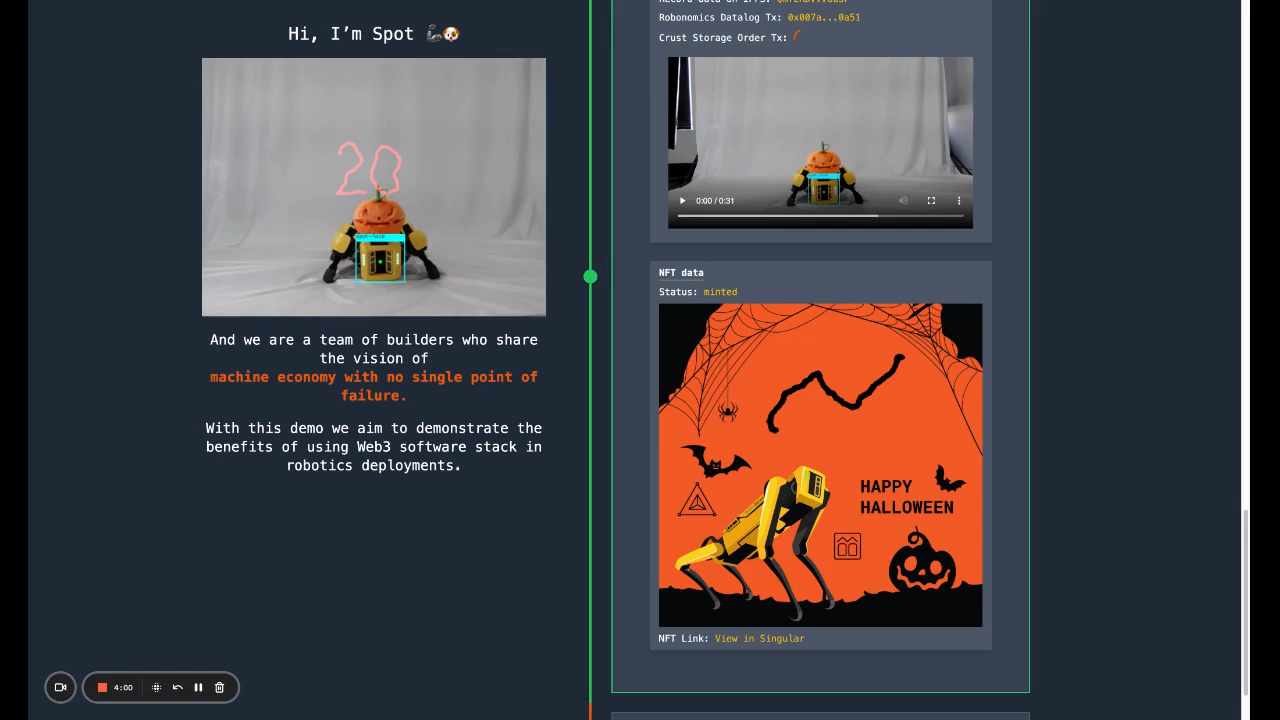 Hi, I’m Spot 🦾🐶
20
And we are a team of builders who share
the vision of
machine economy with no single point of
failure.
With this demo we aim to demonstrate the
benefits of using Web3 software stack in
robotics deployments.
4:00
Robonomics Datalog Tx: 0x007a...0a51
Crust Storage Order Tx:
0:00 / 0:31
NFT data
Status: minted
HAPPY
HALLOWEEN
NFT Link: View in Singular